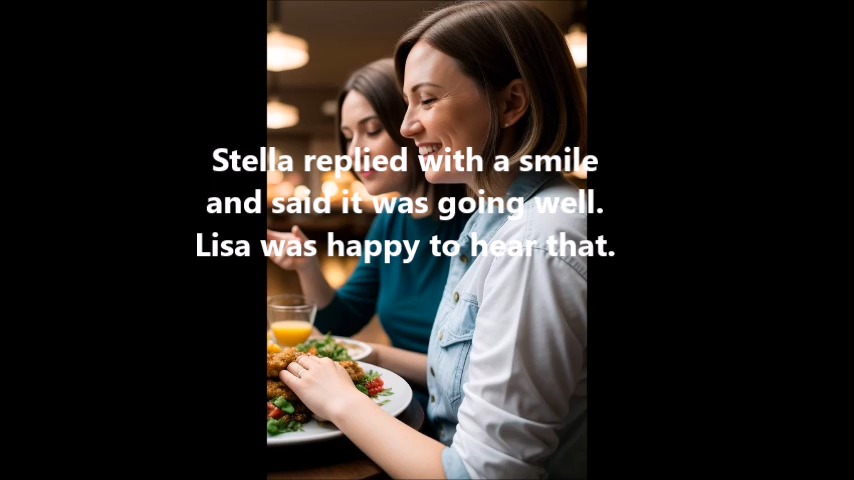 Stella replied with a smile
and said it was going well.
Lisa was happy to hear that.